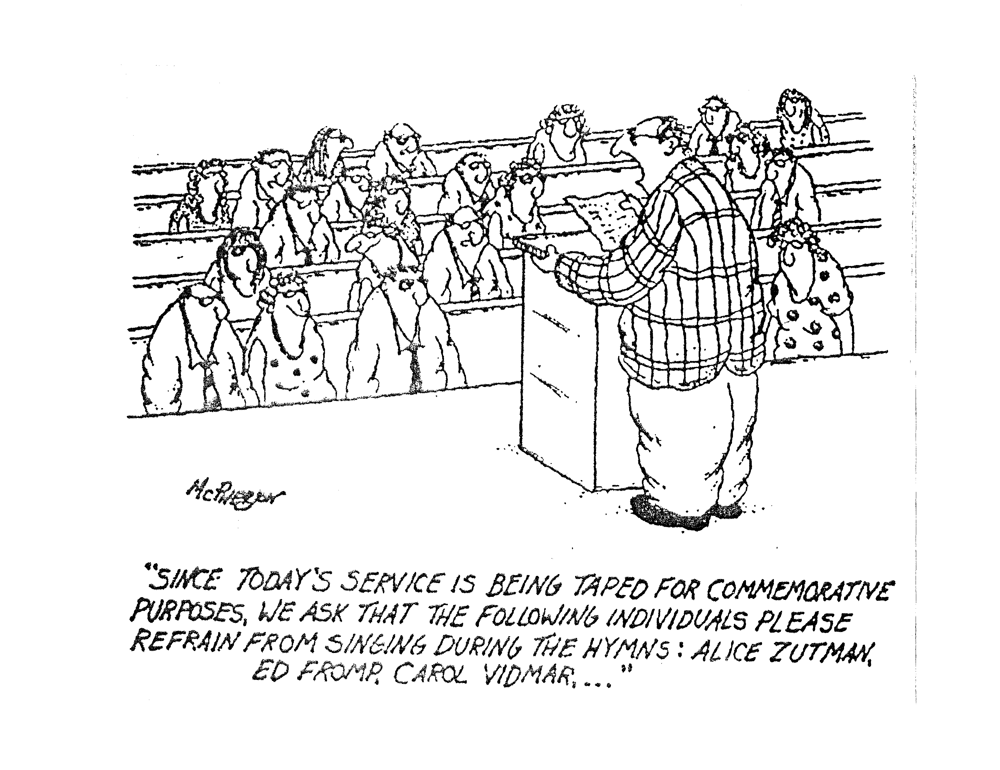 McPherson
"SINCE TODAY'S SERVICE IS BEING TAPED FOR COMMEMORATIVE
PURPOSES, WE ASK THAT THE FOLLOWING INDIVIDUALS PLEASE
REFRAIN FROM SINGING DURING THE HYMNS: ALICE ZUTMAN,
ED FROMP, CAROL VIDMAR, ..."